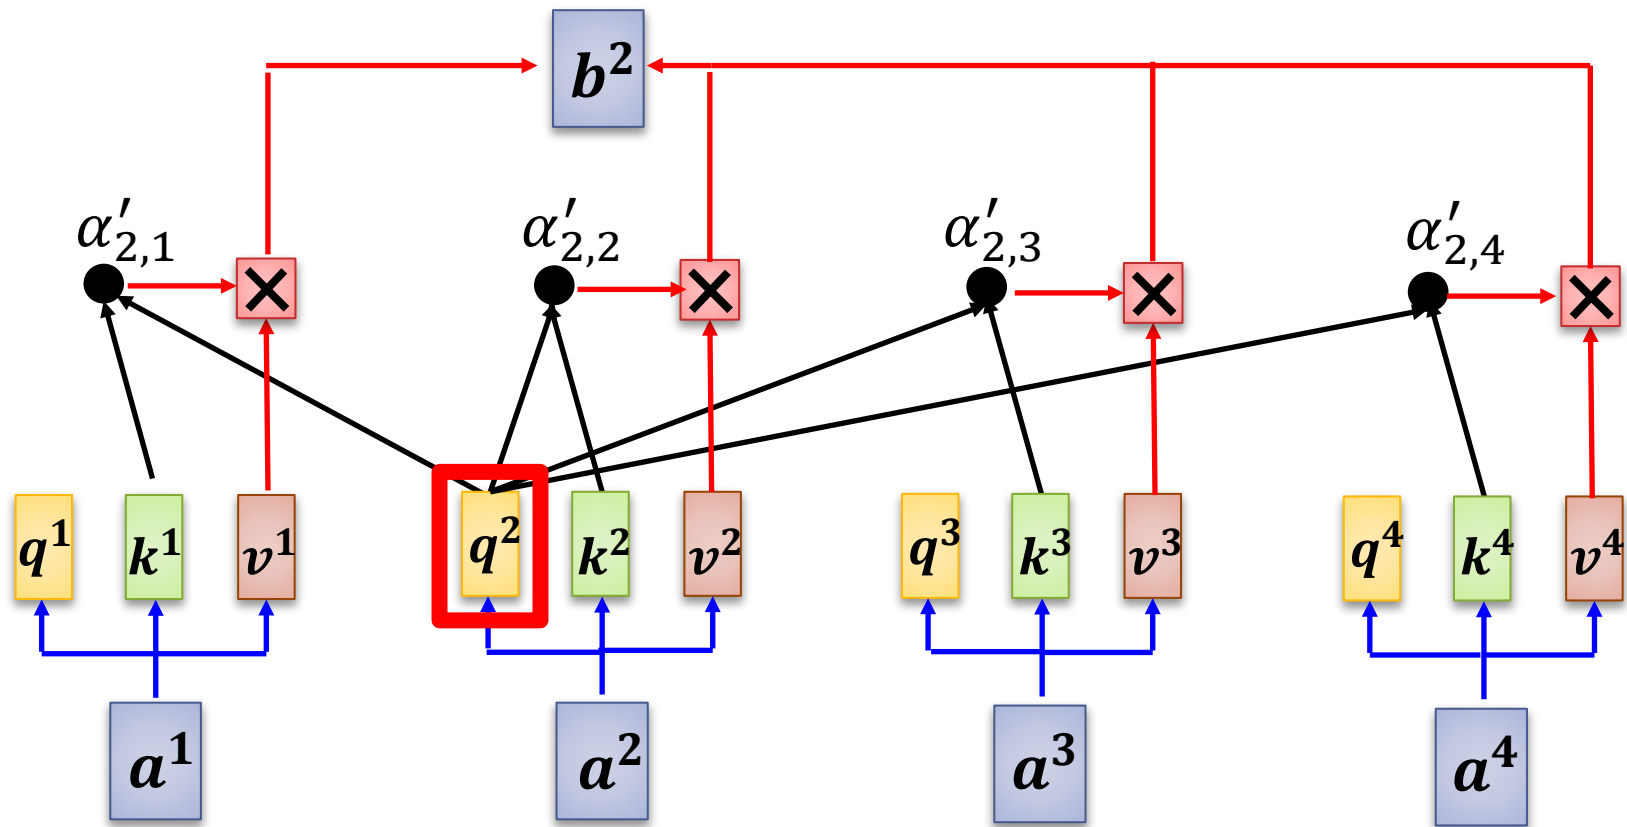 b²
α′₂,₁ α′₂,₂ α′₂,₃ α′₂,₄
q¹ k¹ v¹ q² k² v² q³ k³ v³ q⁴ k⁴ v⁴
a¹ a² a³ a⁴